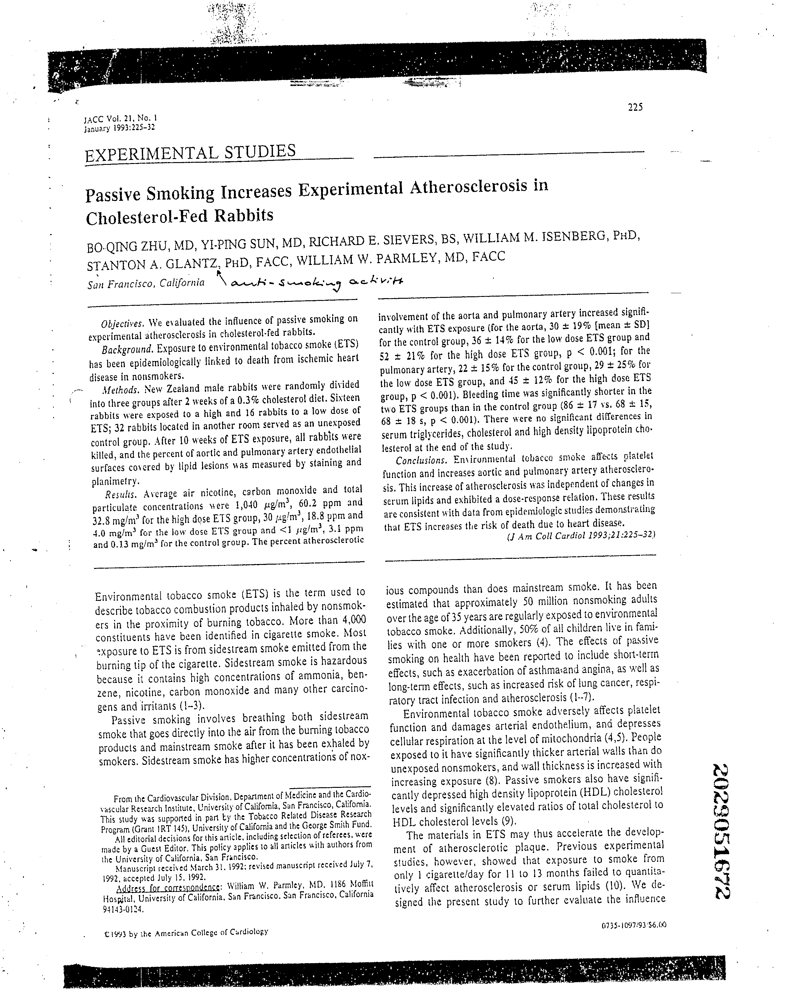 225
JACC Vol. 21, No. 1
January 1993:225-32
EXPERIMENTAL STUDIES
Passive Smoking Increases Experimental Atherosclerosis in
Cholesterol-Fed Rabbits
BO-QING ZHU, MD, YI-PING SUN, MD, RICHARD E. SIEVERS, BS, WILLIAM M. ISENBERG, PHD,
STANTON A. GLANTZ, PHD, FACC, WILLIAM W. PARMLEY, MD, FACC
San Francisco, California
anti-smoking activist
Objectives. We evaluated the influence of passive smoking on
experimental atherosclerosis in cholesterol-fed rabbits.
Background. Exposure to environmental tobacco smoke (ETS)
has been epidemiologically linked to death from ischemic heart
disease in nonsmokers.
Methods. New Zealand male rabbits were randomly divided
into three groups after 2 weeks of a 0.3% cholesterol diet. Sixteen
rabbits were exposed to a high and 16 rabbits to a low dose of
ETS; 32 rabbits located in another room served as an unexposed
control group. After 10 weeks of ETS exposure, all rabbits were
killed, and the percent of aortic and pulmonary artery endothelial
surfaces covered by lipid lesions was measured by staining and
planimetry.
Results. Average air nicotine, carbon monoxide and total
particulate concentrations were 1,040 µg/m³, 60.2 ppm and
32.8 mg/m³ for the high dose ETS group, 30 µg/m³, 18.8 ppm and
4.0 mg/m³ for the low dose ETS group and <1 µg/m³, 3.1 ppm
and 0.13 mg/m³ for the control group. The percent atherosclerotic
involvement of the aorta and pulmonary artery increased signifi-
cantly with ETS exposure (for the aorta, 30 ± 19% [mean ± SD]
for the control group, 36 ± 14% for the low dose ETS group and
52 ± 21% for the high dose ETS group, p < 0.001; for the
pulmonary artery, 22 ± 15% for the control group, 29 ± 25% for
the low dose ETS group, and 45 ± 12% for the high dose ETS
group, p < 0.001). Bleeding time was significantly shorter in the
two ETS groups than in the control group (86 ± 17 vs. 68 ± 15,
68 ± 18 s, p < 0.001). There were no significant differences in
serum triglycerides, cholesterol and high density lipoprotein cho-
lesterol at the end of the study.
Conclusions. Environmental tobacco smoke affects platelet
function and increases aortic and pulmonary artery atherosclero-
sis. This increase of atherosclerosis was independent of changes in
serum lipids and exhibited a dose-response relation. These results
are consistent with data from epidemiologic studies demonstrating
that ETS increases the risk of death due to heart disease.
(J Am Coll Cardiol 1993;21:225-32)
Environmental tobacco smoke (ETS) is the term used to
describe tobacco combustion products inhaled by nonsmok-
ers in the proximity of burning tobacco. More than 4,000
constituents have been identified in cigarette smoke. Most
exposure to ETS is from sidestream smoke emitted from the
burning tip of the cigarette. Sidestream smoke is hazardous
because it contains high concentrations of ammonia, ben-
zene, nicotine, carbon monoxide and many other carcino-
gens and irritants (1-3).
Passive smoking involves breathing both sidestream
smoke that goes directly into the air from the burning tobacco
products and mainstream smoke after it has been exhaled by
smokers. Sidestream smoke has higher concentrations of nox-
ious compounds than does mainstream smoke. It has been
estimated that approximately 50 million nonsmoking adults
over the age of 35 years are regularly exposed to environmental
tobacco smoke. Additionally, 50% of all children live in fami-
lies with one or more smokers (4). The effects of passive
smoking on health have been reported to include short-term
effects, such as exacerbation of asthma and angina, as well as
long-term effects, such as increased risk of lung cancer, respi-
ratory tract infection and atherosclerosis (1-7).
Environmental tobacco smoke adversely affects platelet
function and damages arterial endothelium, and depresses
cellular respiration at the level of mitochondria (4,5). People
exposed to it have significantly thicker arterial walls than do
unexposed nonsmokers, and wall thickness is increased with
increasing exposure (8). Passive smokers also have signifi-
cantly depressed high density lipoprotein (HDL) cholesterol
levels and significantly elevated ratios of total cholesterol to
HDL cholesterol levels (9).
The materials in ETS may thus accelerate the develop-
ment of atherosclerotic plaque. Previous experimental
studies, however, showed that exposure to smoke from
only 1 cigarette/day for 11 to 13 months failed to quantita-
tively affect atherosclerosis or serum lipids (10). We de-
signed the present study to further evaluate the influence
From the Cardiovascular Division, Department of Medicine and the Cardio-
vascular Research Institute, University of California, San Francisco, California.
This study was supported in part by the Tobacco Related Disease Research
Program (Grant 1RT 145), University of California and the George Smith Fund.
All editorial decisions for this article, including selection of referees, were
made by a Guest Editor. This policy applies to all articles with authors from
the University of California, San Francisco.
Manuscript received March 31, 1992; revised manuscript received July 7,
1992, accepted July 15, 1992.
Address for correspondence: William W. Parmley, MD, 1186 Moffitt
Hospital, University of California, San Francisco, San Francisco, California
94143-0124.
©1993 by the American College of Cardiology
0735-1097/93/$6.00
2029051672